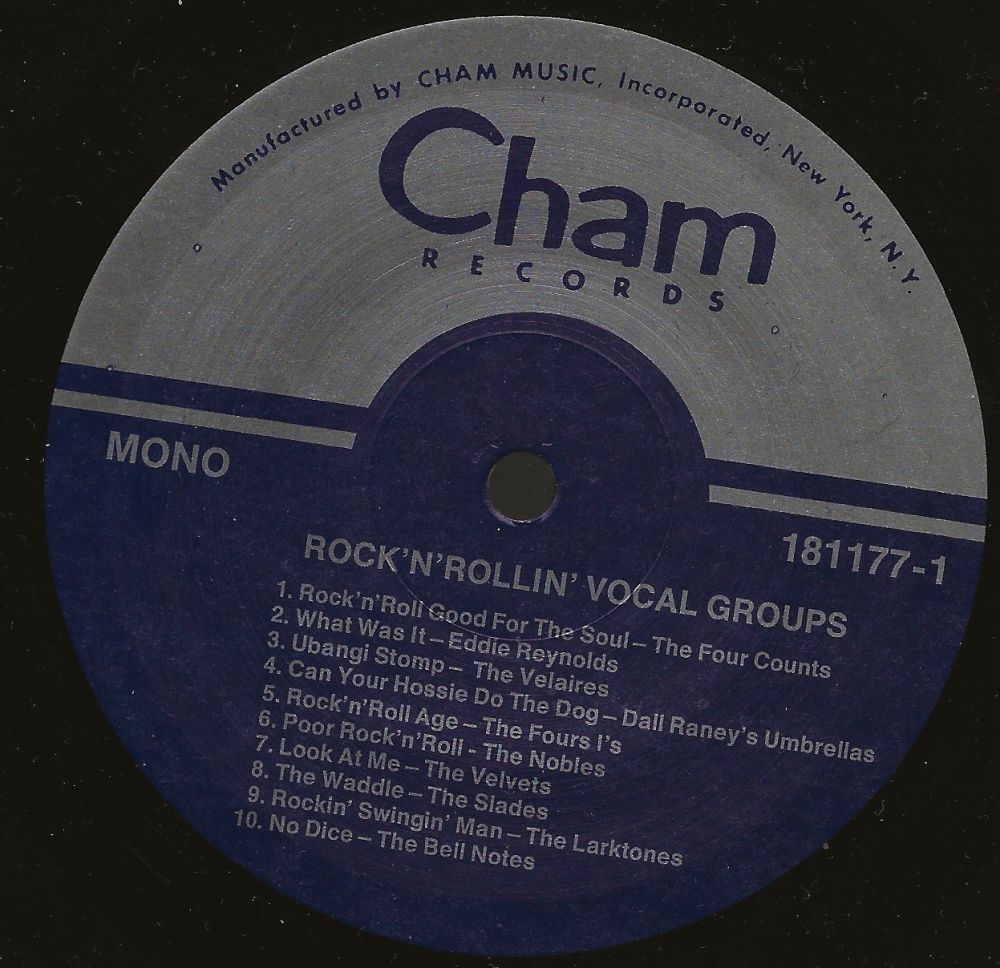 Manufactured by CHAM MUSIC, Incorporated, New York, N.Y.
Cham
RECORDS
MONO
181177-1
ROCK'N'ROLLIN' VOCAL GROUPS
1. Rock'n'Roll Good For The Soul – The Four Counts
2. What Was It – Eddie Reynolds
3. Ubangi Stomp – The Velaires
4. Can Your Hossie Do The Dog – Dall Raney's Umbrellas
5. Rock'n'Roll Age – The Fours I's
6. Poor Rock'n'Roll - The Nobles
7. Look At Me – The Velvets
8. The Waddle – The Slades
9. Rockin' Swingin' Man – The Larktones
10. No Dice – The Bell Notes